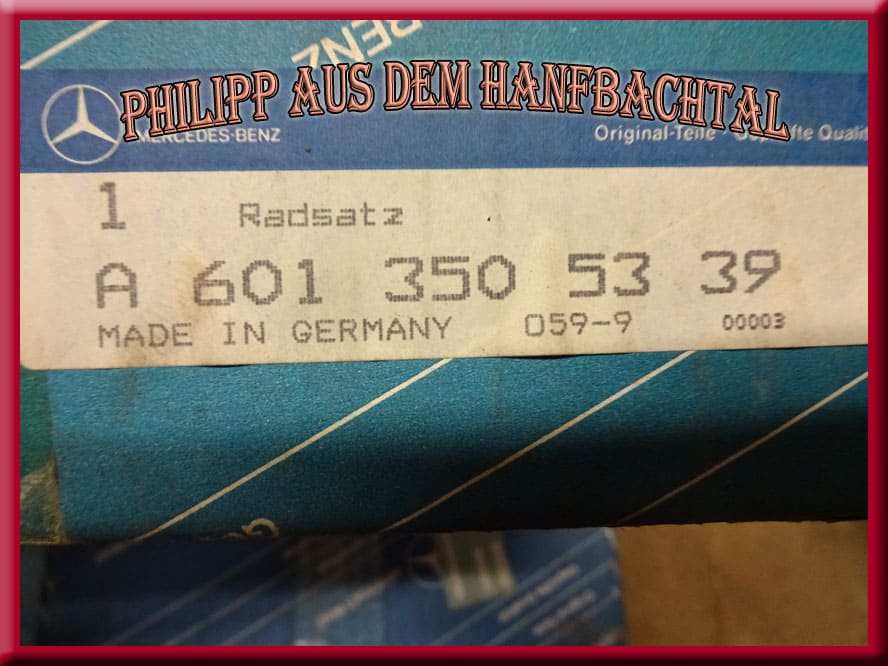 BENZ
PHILIPP AUS DEM HANFBACHTAL
MERCEDES-BENZ
Original-Teile
1 Radsatz
A 601 350 53 39
MADE IN GERMANY 059-9 00003